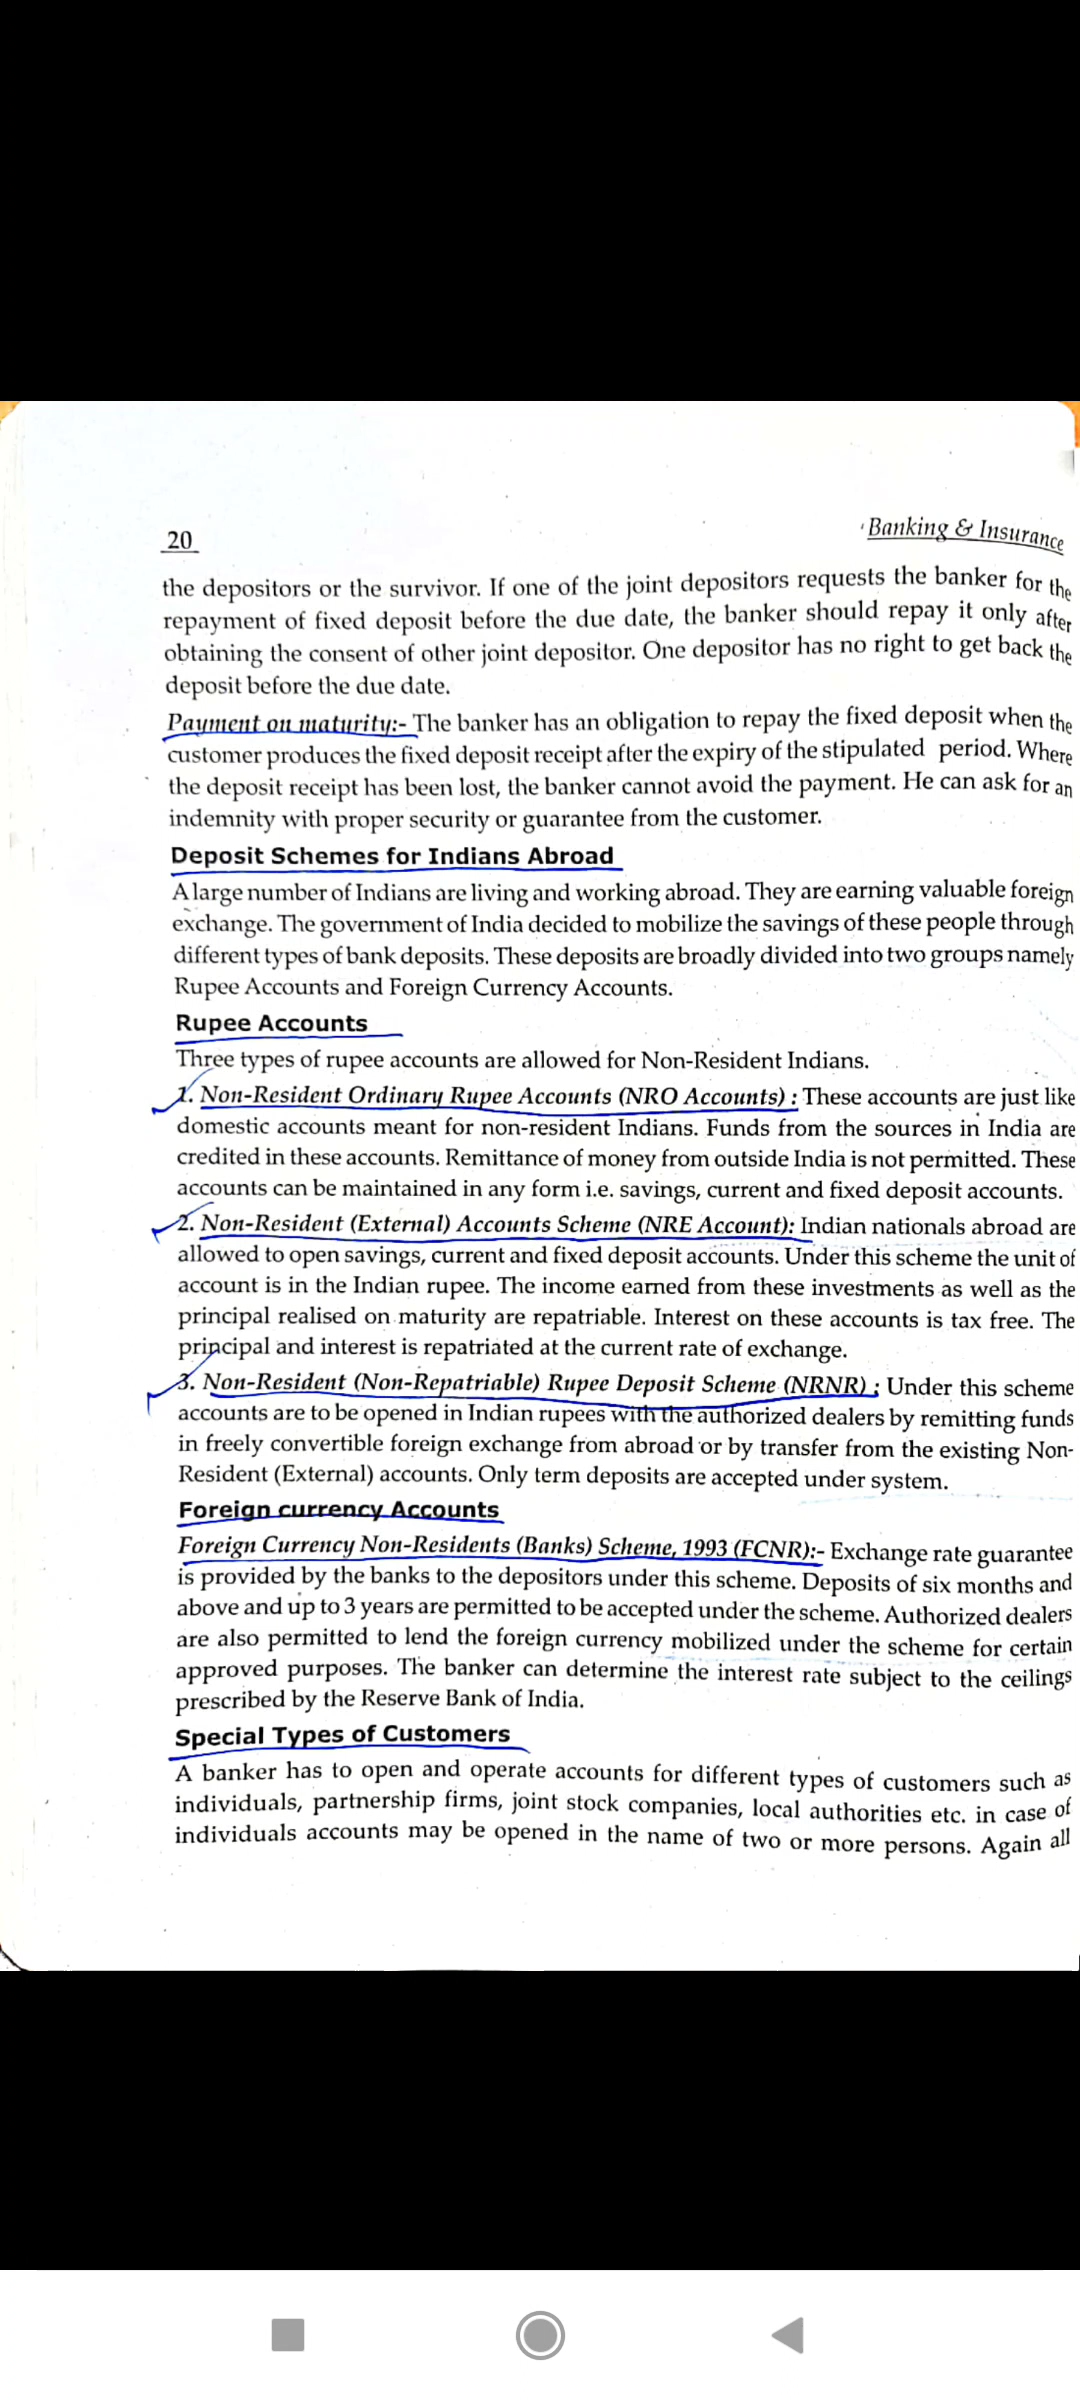 20
Banking & Insurance
the depositors or the survivor. If one of the joint depositors requests the banker for the
repayment of fixed deposit before the due date, the banker should repay it only after
obtaining the consent of other joint depositor. One depositor has no right to get back the
deposit before the due date.
Payment on maturity:- The banker has an obligation to repay the fixed deposit when the
customer produces the fixed deposit receipt after the expiry of the stipulated period. Where
the deposit receipt has been lost, the banker cannot avoid the payment. He can ask for an
indemnity with proper security or guarantee from the customer.
Deposit Schemes for Indians Abroad
A large number of Indians are living and working abroad. They are earning valuable foreign
exchange. The government of India decided to mobilize the savings of these people through
different types of bank deposits. These deposits are broadly divided into two groups namely
Rupee Accounts and Foreign Currency Accounts.
Rupee Accounts
Three types of rupee accounts are allowed for Non-Resident Indians.
1. Non-Resident Ordinary Rupee Accounts (NRO Accounts) : These accounts are just like
domestic accounts meant for non-resident Indians. Funds from the sources in India are
credited in these accounts. Remittance of money from outside India is not permitted. These
accounts can be maintained in any form i.e. savings, current and fixed deposit accounts.
2. Non-Resident (External) Accounts Scheme (NRE Account): Indian nationals abroad are
allowed to open savings, current and fixed deposit accounts. Under this scheme the unit of
account is in the Indian rupee. The income earned from these investments as well as the
principal realised on maturity are repatriable. Interest on these accounts is tax free. The
principal and interest is repatriated at the current rate of exchange.
3. Non-Resident (Non-Repatriable) Rupee Deposit Scheme (NRNR) : Under this scheme
accounts are to be opened in Indian rupees with the authorized dealers by remitting funds
in freely convertible foreign exchange from abroad or by transfer from the existing Non-
Resident (External) accounts. Only term deposits are accepted under system.
Foreign currency Accounts
Foreign Currency Non-Residents (Banks) Scheme, 1993 (FCNR):- Exchange rate guarantee
is provided by the banks to the depositors under this scheme. Deposits of six months and
above and up to 3 years are permitted to be accepted under the scheme. Authorized dealers
are also permitted to lend the foreign currency mobilized under the scheme for certain
approved purposes. The banker can determine the interest rate subject to the ceilings
prescribed by the Reserve Bank of India.
Special Types of Customers
A banker has to open and operate accounts for different types of customers such as
individuals, partnership firms, joint stock companies, local authorities etc. in case of
individuals accounts may be opened in the name of two or more persons. Again all